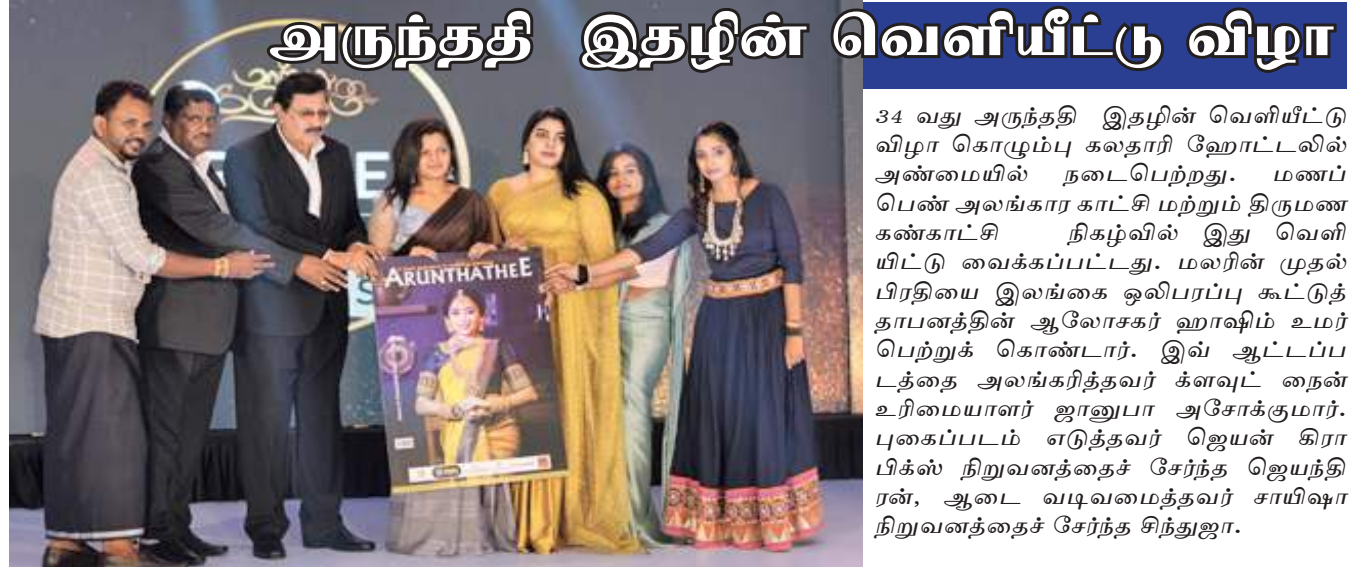 அருந்ததி இதழின் வெளியீட்டு விழா
ARUNTHATHEE
34 வது அருந்ததி இதழின் வெளியீட்டு
விழா கொழும்பு கலதாரி ஹோட்டலில்
அண்மையில் நடைபெற்றது. மணப்
பெண் அலங்கார காட்சி மற்றும் திருமண
கண்காட்சி நிகழ்வில் இது வெளி
யிட்டு வைக்கப்பட்டது. மலரின் முதல்
பிரதியை இலங்கை ஒலிபரப்பு கூட்டுத்
தாபனத்தின் ஆலோசகர் ஹாஷிம் உமர்
பெற்றுக் கொண்டார். இவ் ஆட்டப்ப
டத்தை அலங்கரித்தவர் க்ளவுட் நைன்
உரிமையாளர் ஜானுபா அசோக்குமார்.
புகைப்படம் எடுத்தவர் ஜெயன் கிரா
பிக்ஸ் நிறுவனத்தைச் சேர்ந்த ஜெயந்தி
ரன், ஆடை வடிவமைத்தவர் சாயிஷா
நிறுவனத்தைச் சேர்ந்த சிந்துஜா.